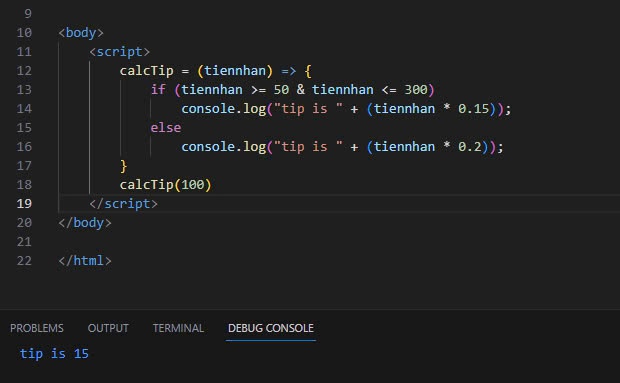 9
10 <body>
11 <script>
12 calcTip = (tiennhan) => {
13 if (tiennhan >= 50 & tiennhan <= 300)
14 console.log("tip is " + (tiennhan * 0.15));
15 else
16 console.log("tip is " + (tiennhan * 0.2));
17 }
18 calcTip(100)
19 </script>
20 </body>
21
22 </html>
PROBLEMS OUTPUT TERMINAL DEBUG CONSOLE
tip is 15